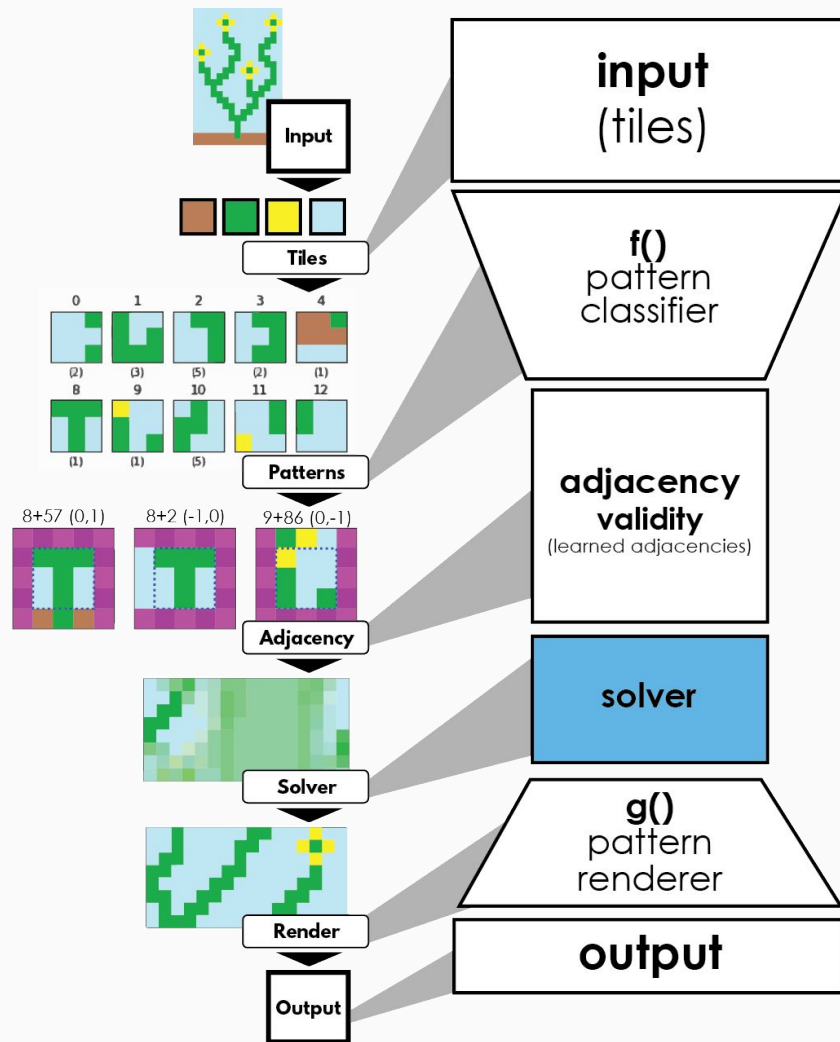 Input
Tiles
0 1 2 3 4
(2) (3) (5) (2) (1)
8 9 10 11 12
(1) (1) (5)
Patterns
8+57 (0,1) 8+2 (-1,0) 9+86 (0,-1)
Adjacency
Solver
Render
Output
input
(tiles)
f()
pattern
classifier
adjacency
validity
(learned adjacencies)
solver
g()
pattern
renderer
output